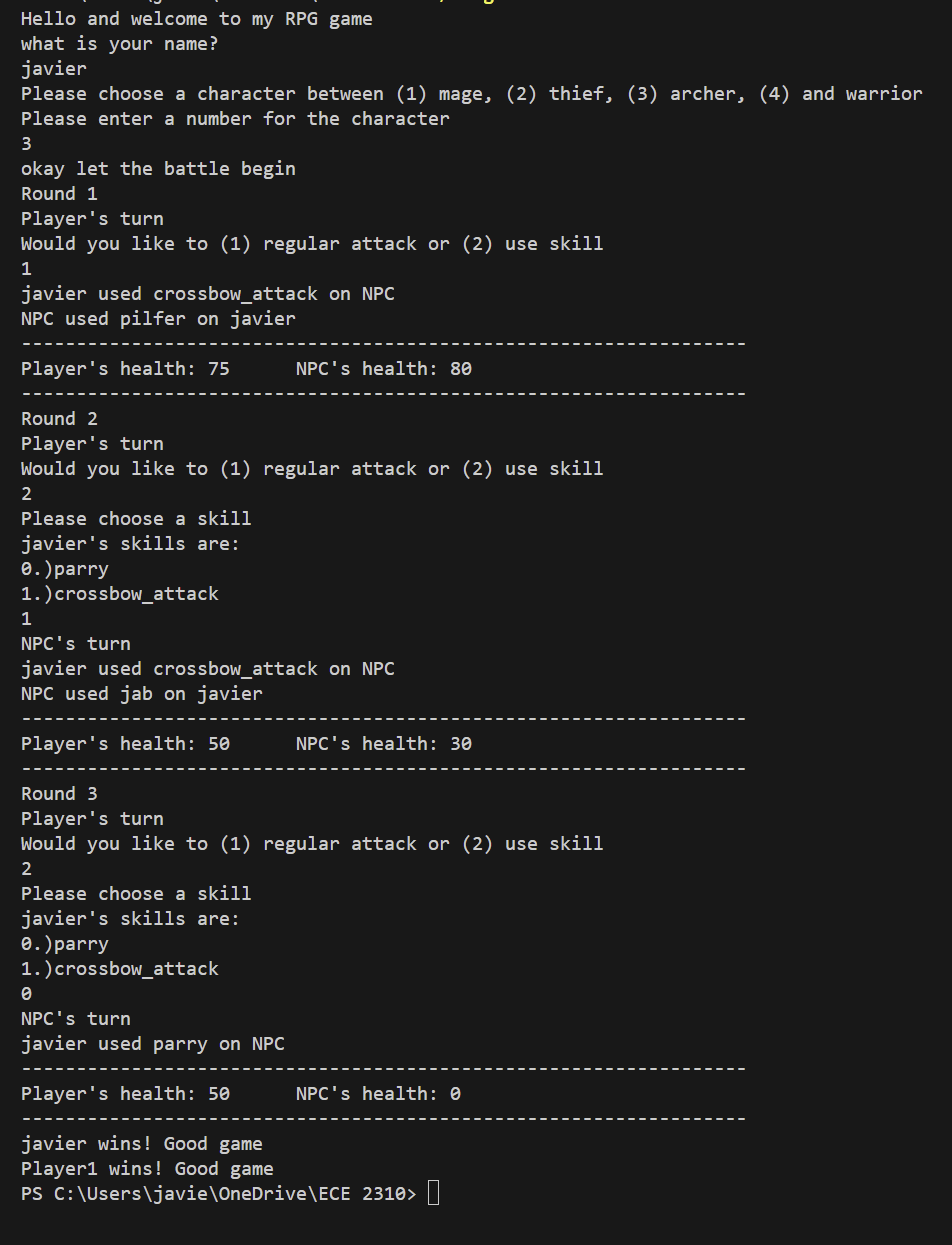 Hello and welcome to my RPG game
what is your name?
javier
Please choose a character between (1) mage, (2) thief, (3) archer, (4) and warrior
Please enter a number for the character
3
okay let the battle begin
Round 1
Player's turn
Would you like to (1) regular attack or (2) use skill
1
javier used crossbow_attack on NPC
NPC used pilfer on javier
------------------------------------------------------------------
Player's health: 75      NPC's health: 80
------------------------------------------------------------------
Round 2
Player's turn
Would you like to (1) regular attack or (2) use skill
2
Please choose a skill
javier's skills are:
0.)parry
1.)crossbow_attack
1
NPC's turn
javier used crossbow_attack on NPC
NPC used jab on javier
------------------------------------------------------------------
Player's health: 50      NPC's health: 30
------------------------------------------------------------------
Round 3
Player's turn
Would you like to (1) regular attack or (2) use skill
2
Please choose a skill
javier's skills are:
0.)parry
1.)crossbow_attack
0
NPC's turn
javier used parry on NPC
------------------------------------------------------------------
Player's health: 50      NPC's health: 0
------------------------------------------------------------------
javier wins! Good game
Player1 wins! Good game
PS C:\Users\javie\OneDrive\ECE 2310>